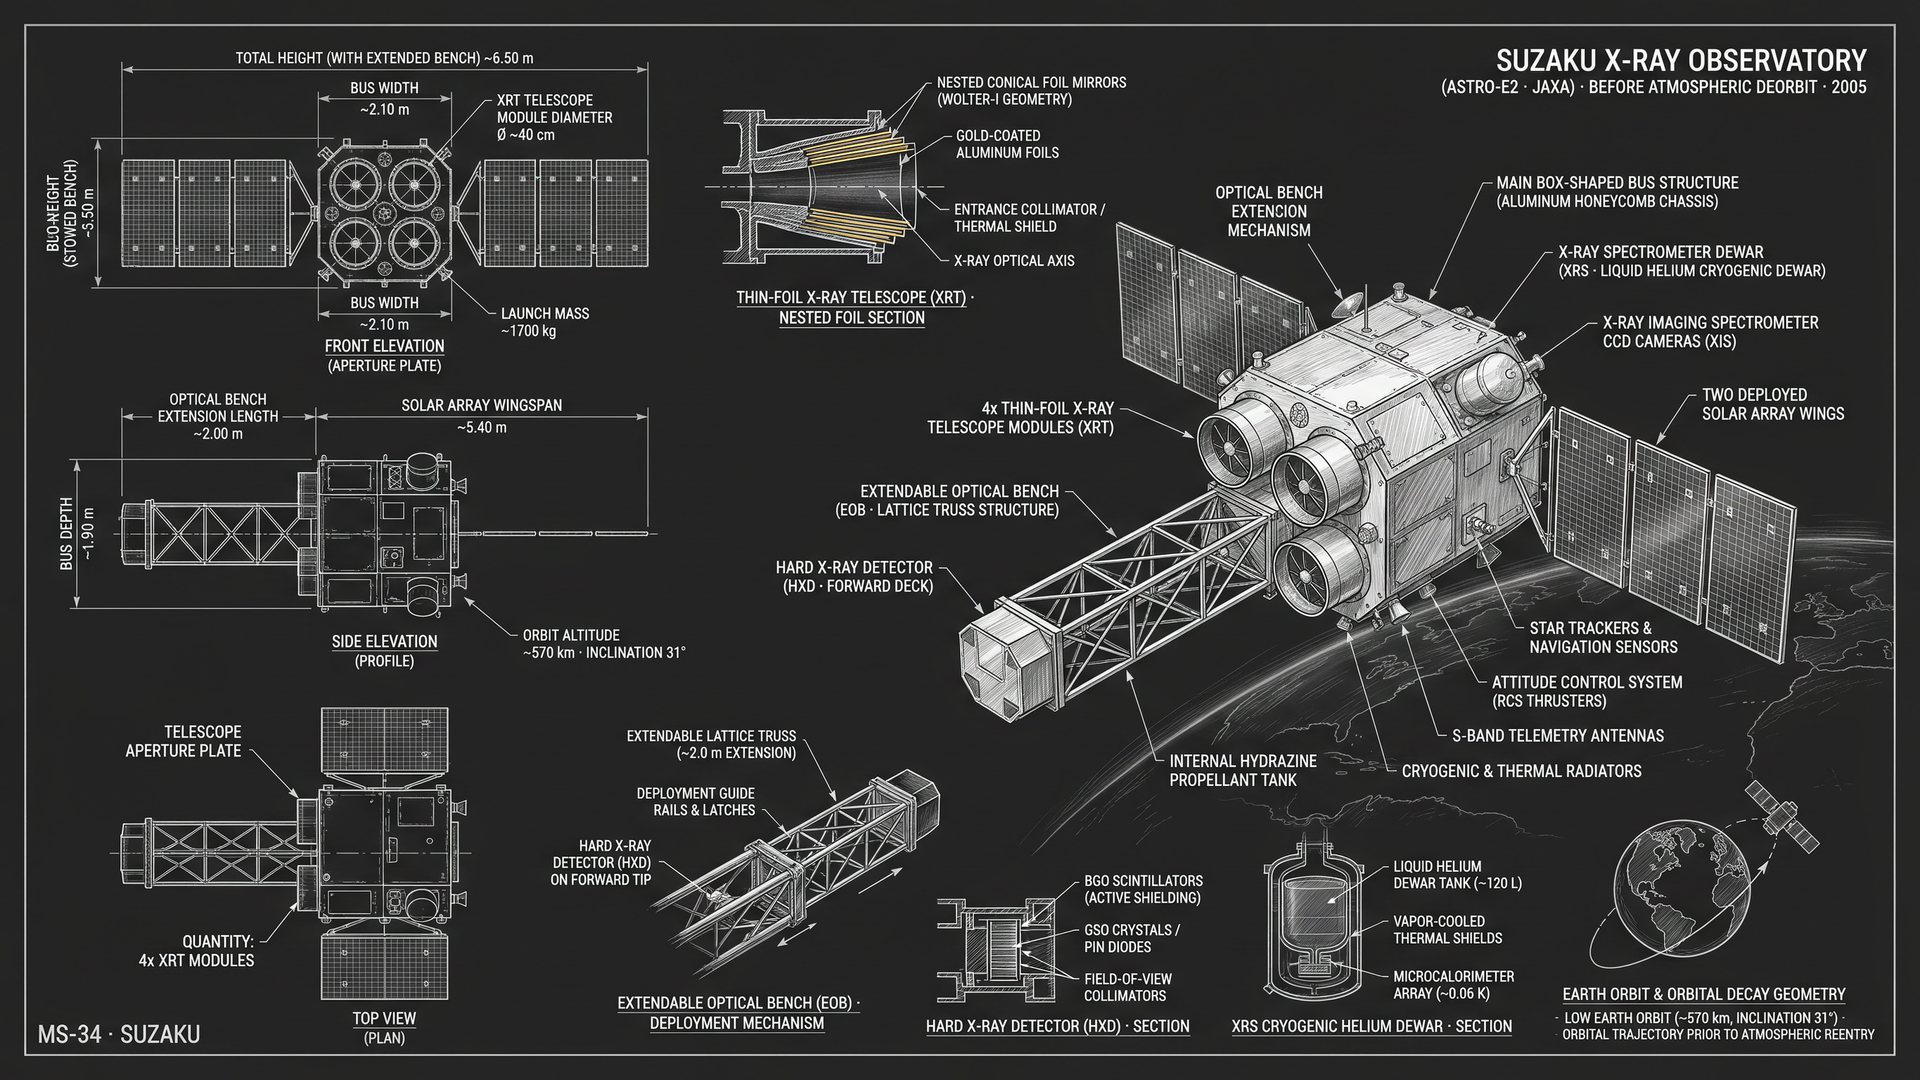 SUZAKU X-RAY OBSERVATORY
(ASTRO-E2 · JAXA) · BEFORE ATMOSPHERIC DEORBIT · 2005
TOTAL HEIGHT (WITH EXTENDED BENCH) ~6.50 m
BUS WIDTH
~2.10 m
XRT TELESCOPE
MODULE DIAMETER
Ø ~40 cm
(STOWED BENCH)
~5.50 m
BUS WIDTH
~2.10 m
LAUNCH MASS
~1700 kg
FRONT ELEVATION
(APERTURE PLATE)
NESTED CONICAL FOIL MIRRORS
(WOLTER-I GEOMETRY)
GOLD-COATED
ALUMINUM FOILS
ENTRANCE COLLIMATOR /
THERMAL SHIELD
X-RAY OPTICAL AXIS
THIN-FOIL X-RAY TELESCOPE (XRT) ·
NESTED FOIL SECTION
OPTICAL BENCH
EXTENCION
MECHANISM
MAIN BOX-SHAPED BUS STRUCTURE
(ALUMINUM HONEYCOMB CHASSIS)
X-RAY SPECTROMETER DEWAR
(XRS · LIQUID HELIUM CRYOGENIC DEWAR)
X-RAY IMAGING SPECTROMETER
CCD CAMERAS (XIS)
TWO DEPLOYED
SOLAR ARRAY WINGS
4x THIN-FOIL X-RAY
TELESCOPE MODULES (XRT)
EXTENDABLE OPTICAL BENCH
(EOB · LATTICE TRUSS STRUCTURE)
HARD X-RAY DETECTOR
(HXD · FORWARD DECK)
STAR TRACKERS &
NAVIGATION SENSORS
ATTITUDE CONTROL SYSTEM
(RCS THRUSTERS)
S-BAND TELEMETRY ANTENNAS
CRYOGENIC & THERMAL RADIATORS
INTERNAL HYDRAZINE
PROPELLANT TANK
OPTICAL BENCH
EXTENSION LENGTH
~2.00 m
SOLAR ARRAY WINGSPAN
~5.40 m
BUS DEPTH
~1.90 m
ORBIT ALTITUDE
~570 km · INCLINATION 31°
SIDE ELEVATION
(PROFILE)
TELESCOPE
APERTURE PLATE
QUANTITY:
4x XRT MODULES
TOP VIEW
(PLAN)
EXTENDABLE LATTICE TRUSS
(~2.0 m EXTENSION)
DEPLOYMENT GUIDE
RAILS & LATCHES
HARD X-RAY
DETECTOR (HXD)
ON FORWARD TIP
EXTENDABLE OPTICAL BENCH (EOB) ·
DEPLOYMENT MECHANISM
BGO SCINTILLATORS
(ACTIVE SHIELDING)
GSO CRYSTALS /
PIN DIODES
FIELD-OF-VIEW
COLLIMATORS
HARD X-RAY DETECTOR (HXD) · SECTION
LIQUID HELIUM
DEWAR TANK (~120 L)
VAPOR-COOLED
THERMAL SHIELDS
MICROCALORIMETER
ARRAY (~0.06 K)
XRS CRYOGENIC HELIUM DEWAR · SECTION
EARTH ORBIT & ORBITAL DECAY GEOMETRY
· LOW EARTH ORBIT (~570 km, INCLINATION 31°) ·
· ORBITAL TRAJECTORY PRIOR TO ATMOSPHERIC REENTRY
MS-34 · SUZAKU